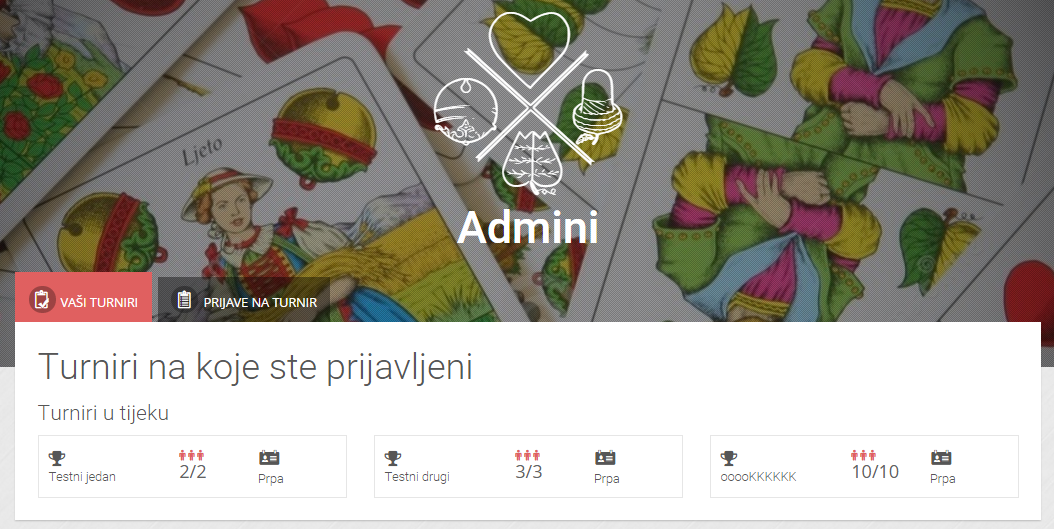 Ljeto
Admini
VAŠI TURNIRI
PRIJAVE NA TURNIR
Turniri na koje ste prijavljeni
Turniri u tijeku
Testni jedan
2/2
Prpa
Testni drugi
3/3
Prpa
ooooKKKKKK
10/10
Prpa